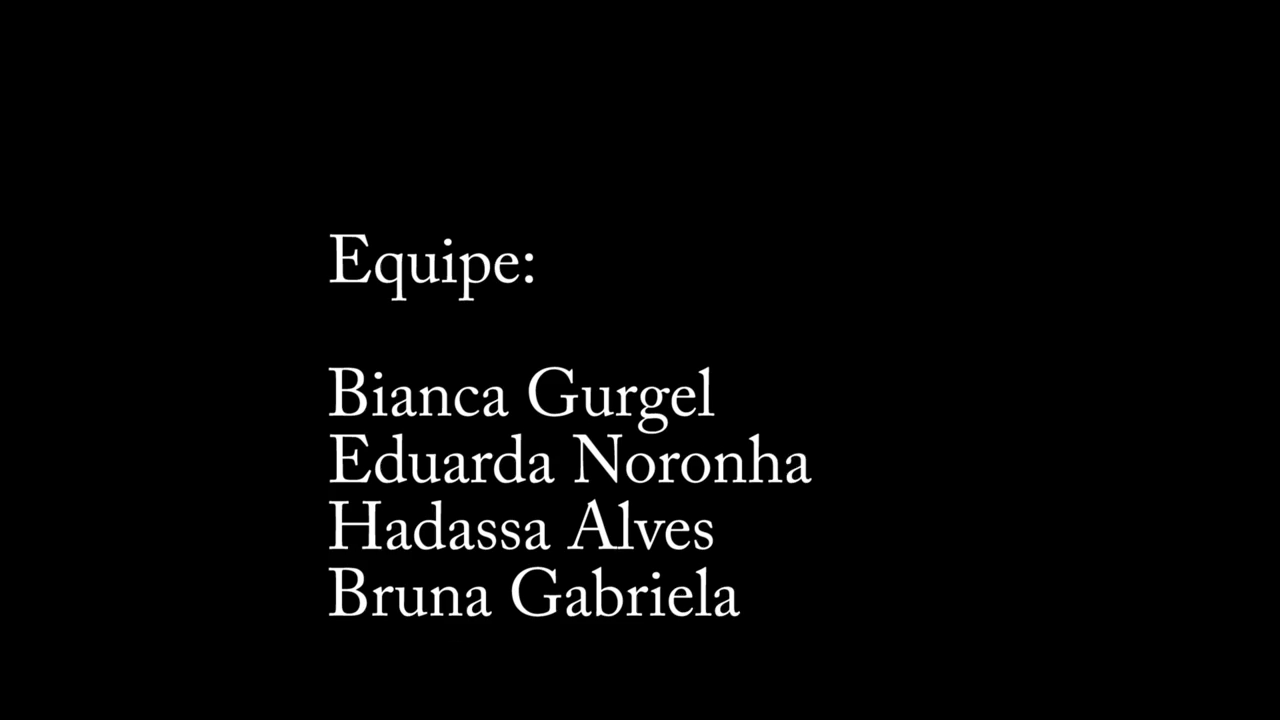 Equipe:
Bianca Gurgel
Eduarda Noronha
Hadassa Alves
Bruna Gabriela